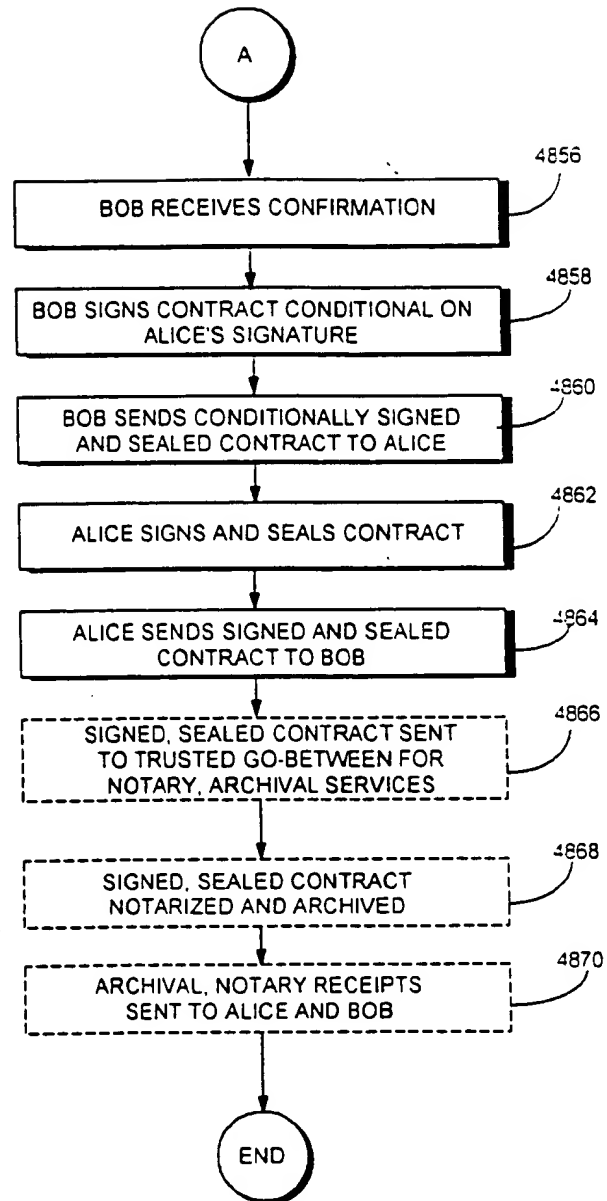 A
4856
BOB RECEIVES CONFIRMATION
4858
BOB SIGNS CONTRACT CONDITIONAL ON
ALICE'S SIGNATURE
4860
BOB SENDS CONDITIONALLY SIGNED
AND SEALED CONTRACT TO ALICE
4862
ALICE SIGNS AND SEALS CONTRACT
4864
ALICE SENDS SIGNED AND SEALED
CONTRACT TO BOB
4866
SIGNED, SEALED CONTRACT SENT
TO TRUSTED GO-BETWEEN FOR
NOTARY, ARCHIVAL SERVICES
4868
SIGNED, SEALED CONTRACT
NOTARIZED AND ARCHIVED
4870
ARCHIVAL, NOTARY RECEIPTS
SENT TO ALICE AND BOB
END